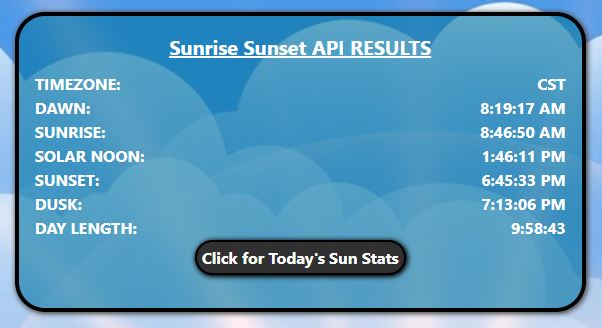 Sunrise Sunset API RESULTS
TIMEZONE: CST
DAWN: 8:19:17 AM
SUNRISE: 8:46:50 AM
SOLAR NOON: 1:46:11 PM
SUNSET: 6:45:33 PM
DUSK: 7:13:06 PM
DAY LENGTH: 9:58:43
Click for Today's Sun Stats